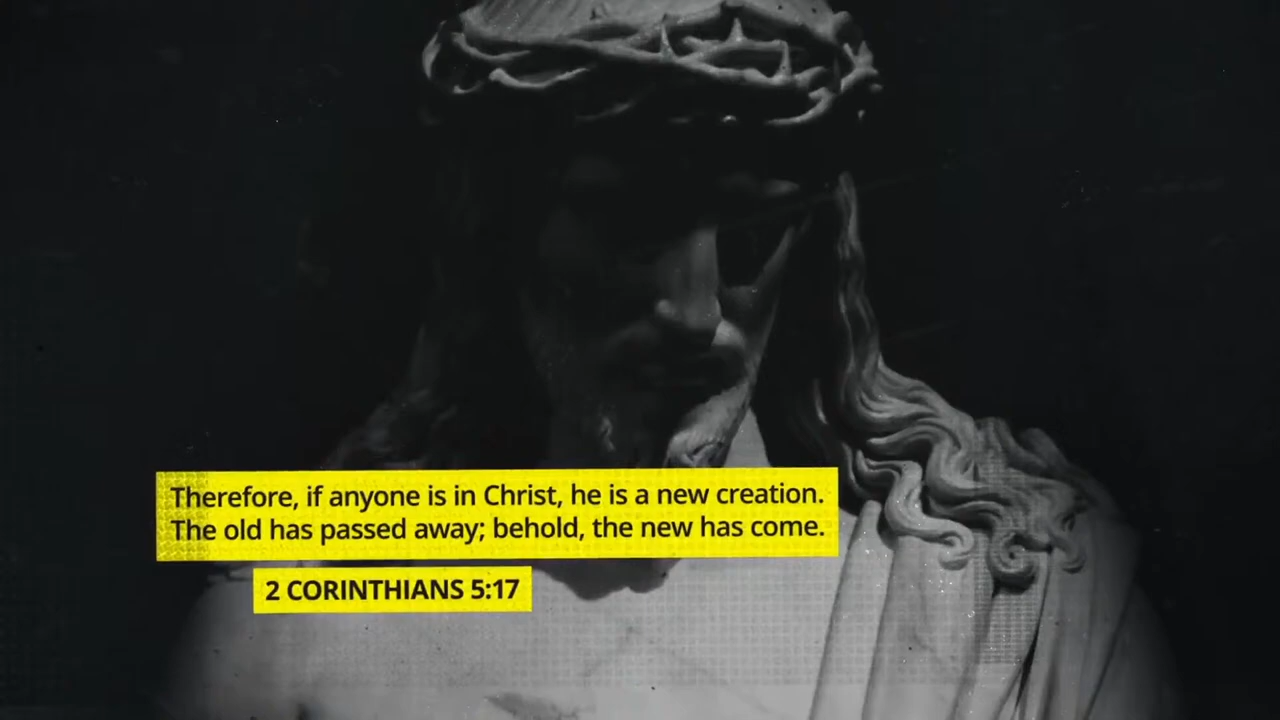 Therefore, if anyone is in Christ, he is a new creation.
The old has passed away; behold, the new has come.
2 CORINTHIANS 5:17